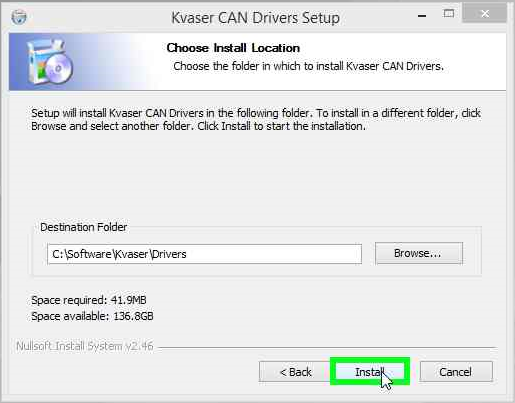 Kvaser CAN Drivers Setup
Choose Install Location
Choose the folder in which to install Kvaser CAN Drivers.
Setup will install Kvaser CAN Drivers in the following folder. To install in a different folder, click
Browse and select another folder. Click Install to start the installation.
Destination Folder
C:\Software\Kvaser\Drivers
Browse...
Space required: 41.9MB
Space available: 136.8GB
Nullsoft Install System v2.46
< Back
Install
Cancel